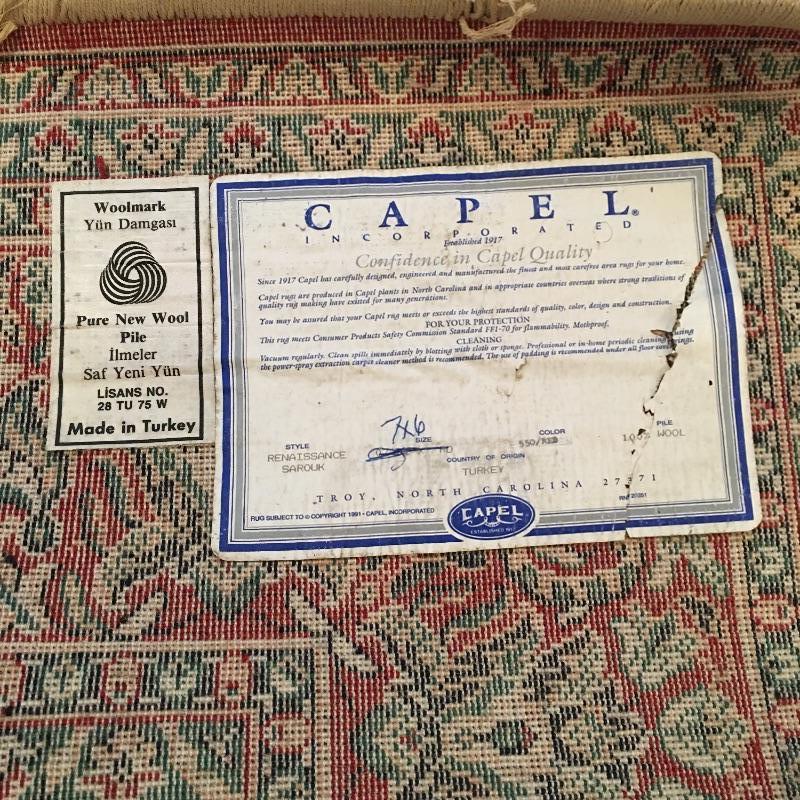 Woolmark
Yün Damgası
Pure New Wool
Pile
İlmeler
Saf Yeni Yün
LİSANS NO.
28 TU 75 W
Made in Turkey
CAPEL®
INCORPORATED
Established 1917
Confidence in Capel Quality
Since 1917 Capel has carefully designed, engineered and manufactured the finest and most carefree area rugs for your home.
Capel rugs are produced in Capel plants in North Carolina and in appropriate countries overseas where strong traditions of
quality rug making have existed for many generations.
You may be assured that your Capel rug meets or exceeds the highest standards of quality, color, design and construction.
FOR YOUR PROTECTION
This rug meets Consumer Products Safety Commission Standard FF1-70 for flammability. Mothproof.
CLEANING
Vacuum regularly. Clean spills immediately by blotting with cloth or sponge. Professional or in-home periodic cleaning using
the power-spray extraction carpet cleaner method is recommended. The use of padding is recommended under all floor
7x6
STYLE
RENAISSANCE
SAROUK
SIZE
COLOR
550/
PILE
100% WOOL
COUNTRY OF ORIGIN
TURKEY
TROY, NORTH CAROLINA 27371
RUG SUBJECT TO © COPYRIGHT 1991 - CAPEL, INCORPORATED
CAPEL
ESTABLISHED 1917